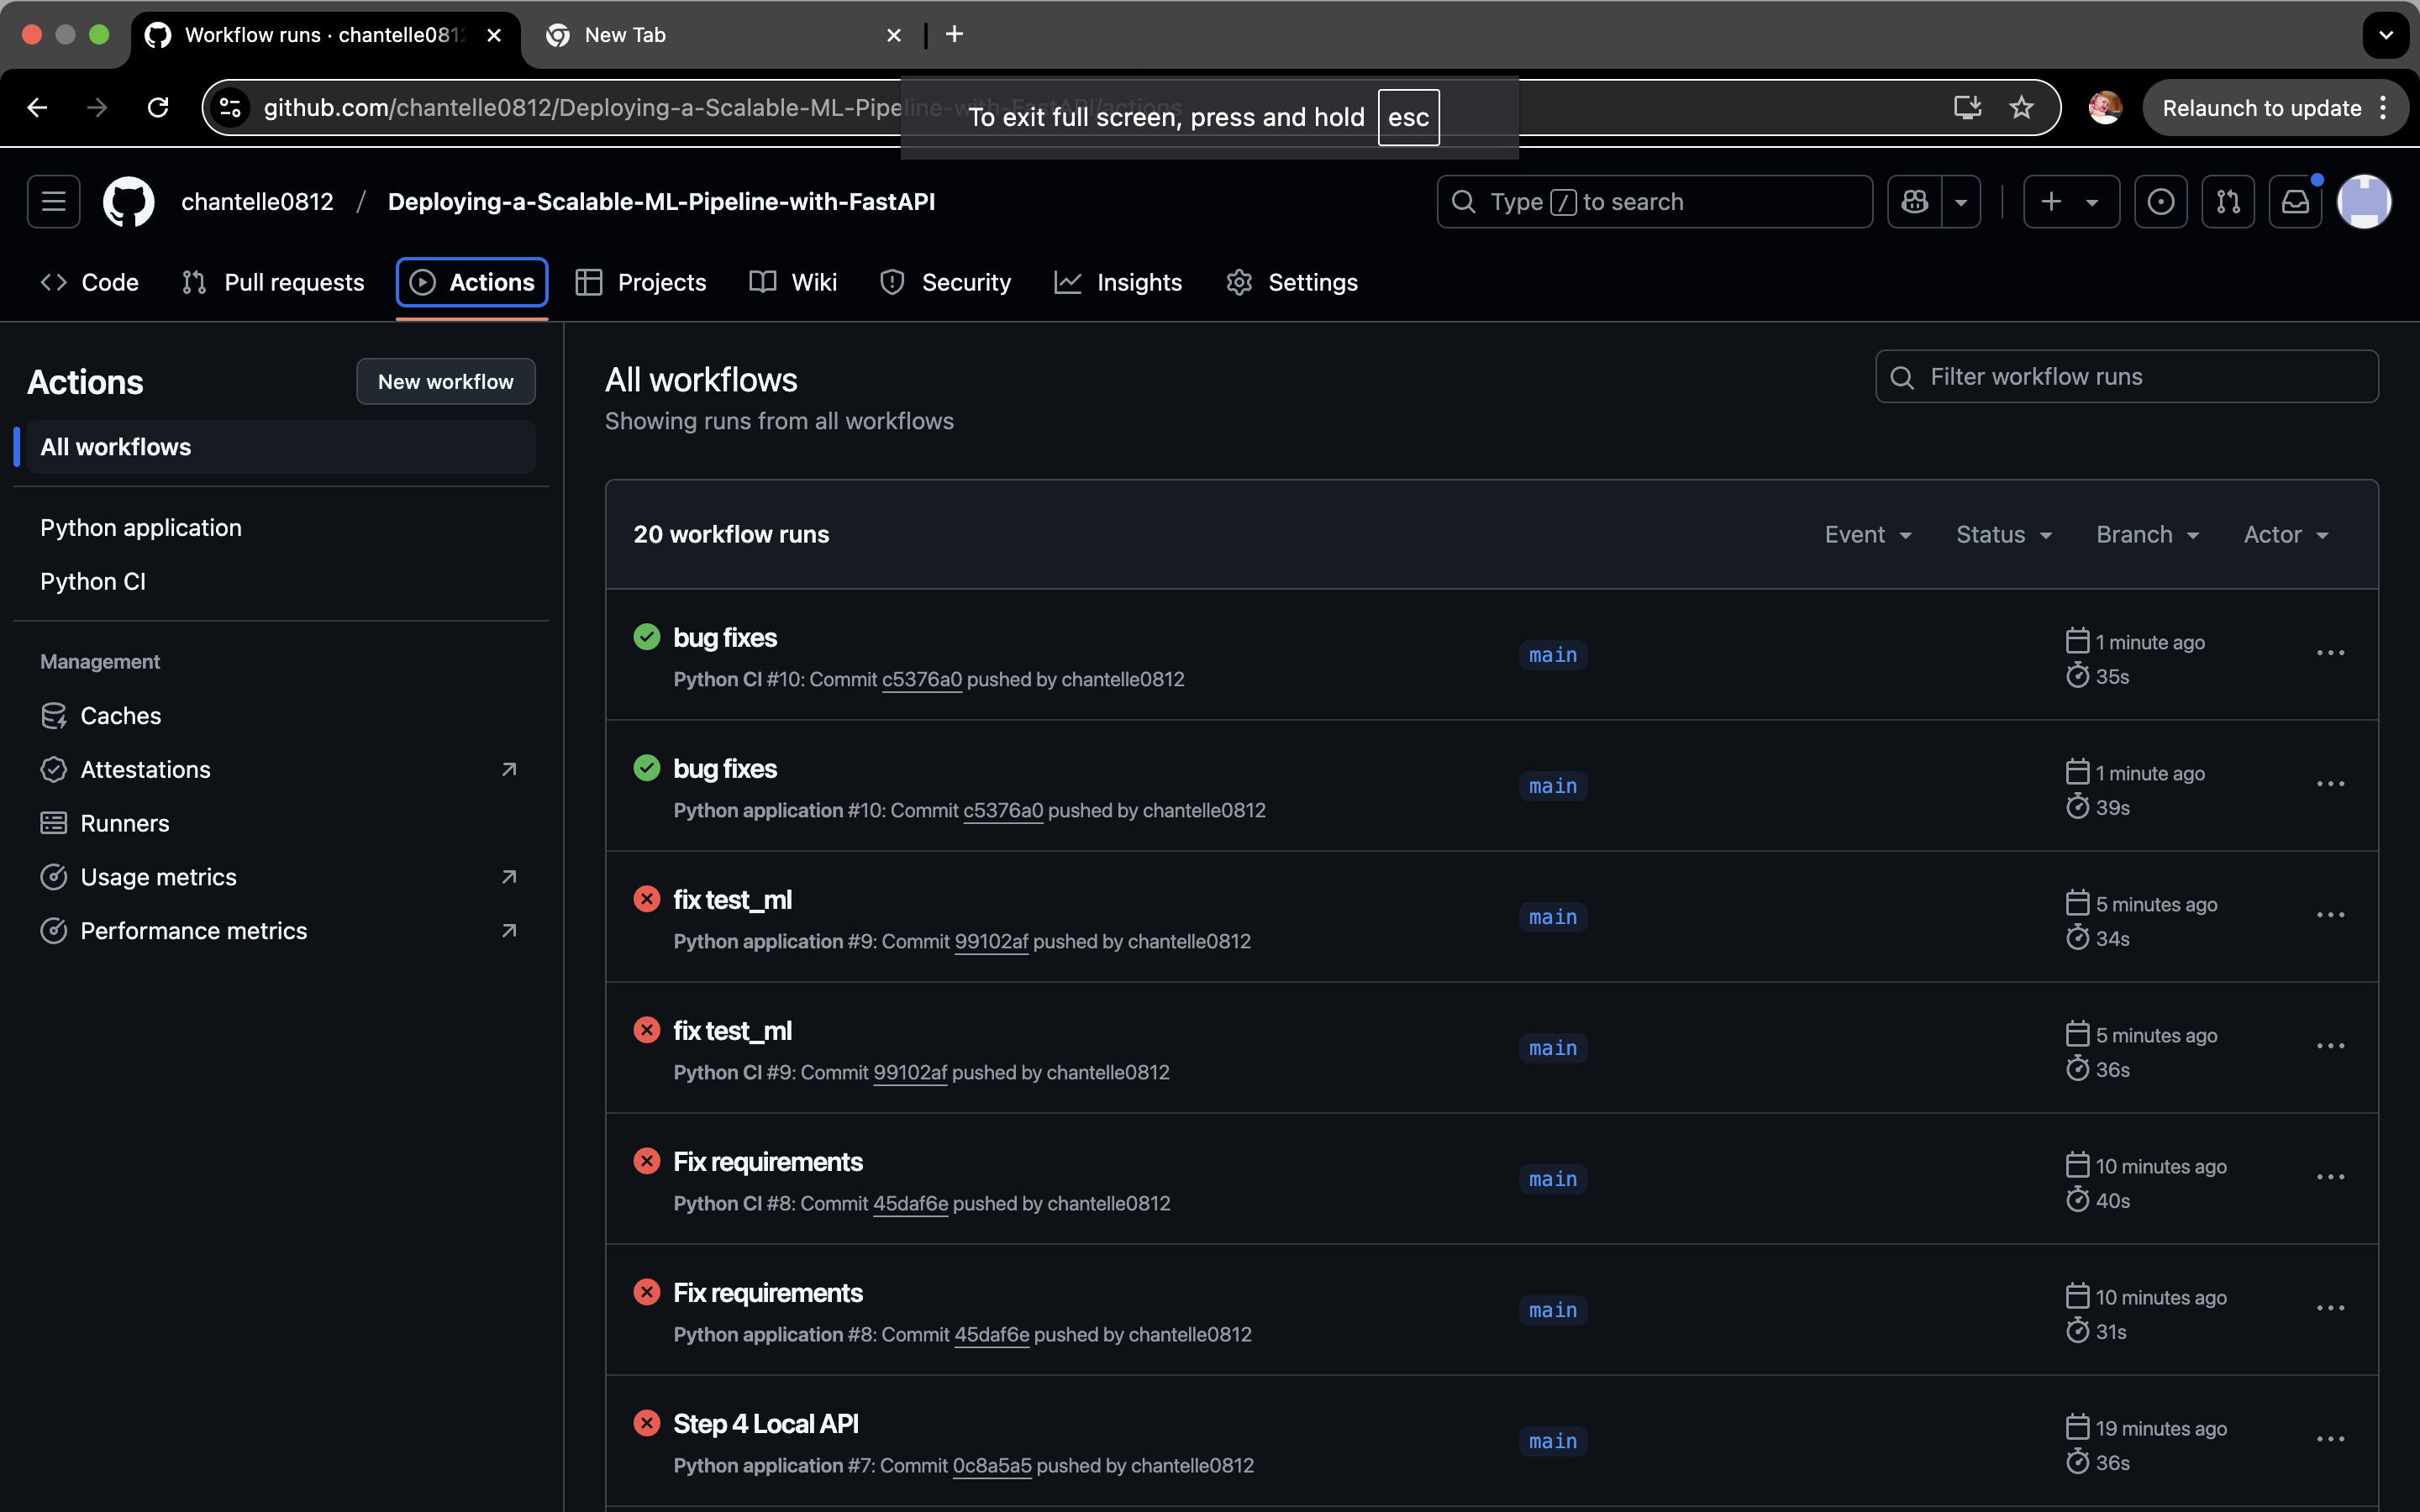 Workflow runs · chantelle0812
New Tab
github.com/chantelle0812/Deploying-a-Scalable-ML-Pipeline-with-FastAPI/actions
To exit full screen, press and hold esc
Relaunch to update
chantelle0812 / Deploying-a-Scalable-ML-Pipeline-with-FastAPI
Type / to search
Code
Pull requests
Actions
Projects
Wiki
Security
Insights
Settings
Actions
New workflow
All workflows
Python application
Python CI
Management
Caches
Attestations
Runners
Usage metrics
Performance metrics
All workflows
Showing runs from all workflows
Filter workflow runs
20 workflow runs
Event
Status
Branch
Actor
bug fixes
Python CI #10: Commit c5376a0 pushed by chantelle0812
main
1 minute ago
35s
bug fixes
Python application #10: Commit c5376a0 pushed by chantelle0812
main
1 minute ago
39s
fix test_ml
Python application #9: Commit 99102af pushed by chantelle0812
main
5 minutes ago
34s
fix test_ml
Python CI #9: Commit 99102af pushed by chantelle0812
main
5 minutes ago
36s
Fix requirements
Python CI #8: Commit 45daf6e pushed by chantelle0812
main
10 minutes ago
40s
Fix requirements
Python application #8: Commit 45daf6e pushed by chantelle0812
main
10 minutes ago
31s
Step 4 Local API
Python application #7: Commit 0c8a5a5 pushed by chantelle0812
main
19 minutes ago
36s